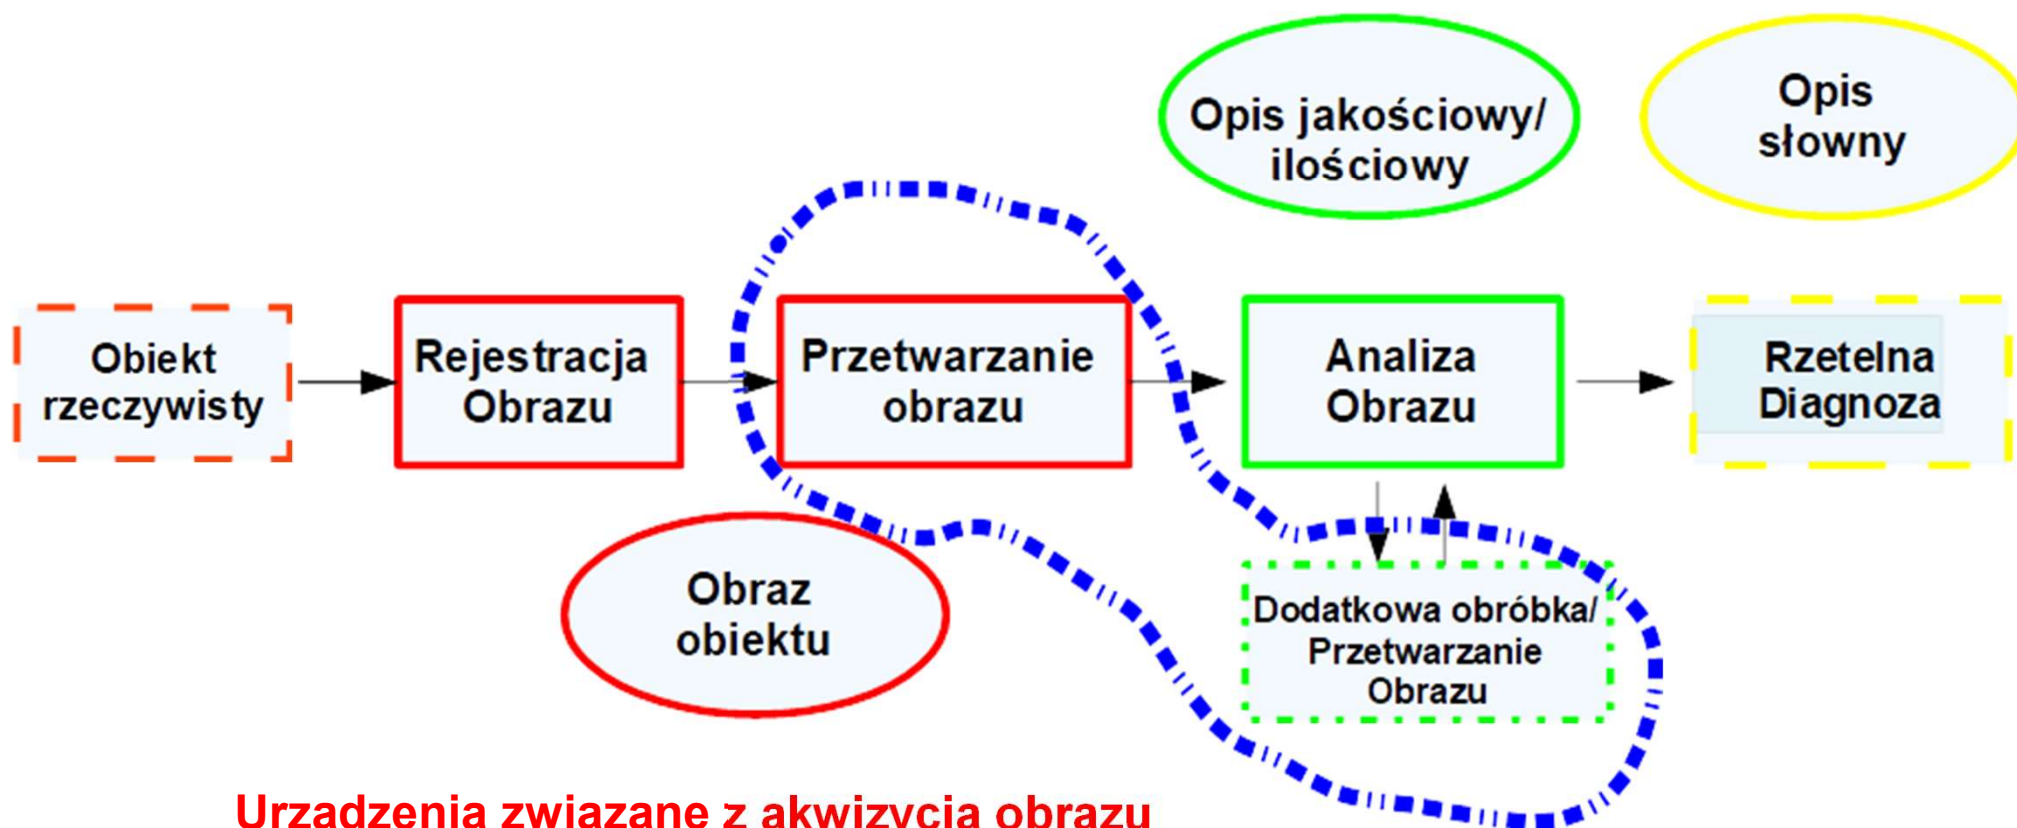 Opis jakościowy/
ilościowy
Opis
słowny
Obiekt
rzeczywisty
Rejestracja
Obrazu
Przetwarzanie
obrazu
Analiza
Obrazu
Rzetelna
Diagnoza
Obraz
obiektu
Dodatkowa obróbka/
Przetwarzanie
Obrazu
Urzadzenia zwiazane z akwizycja obrazu